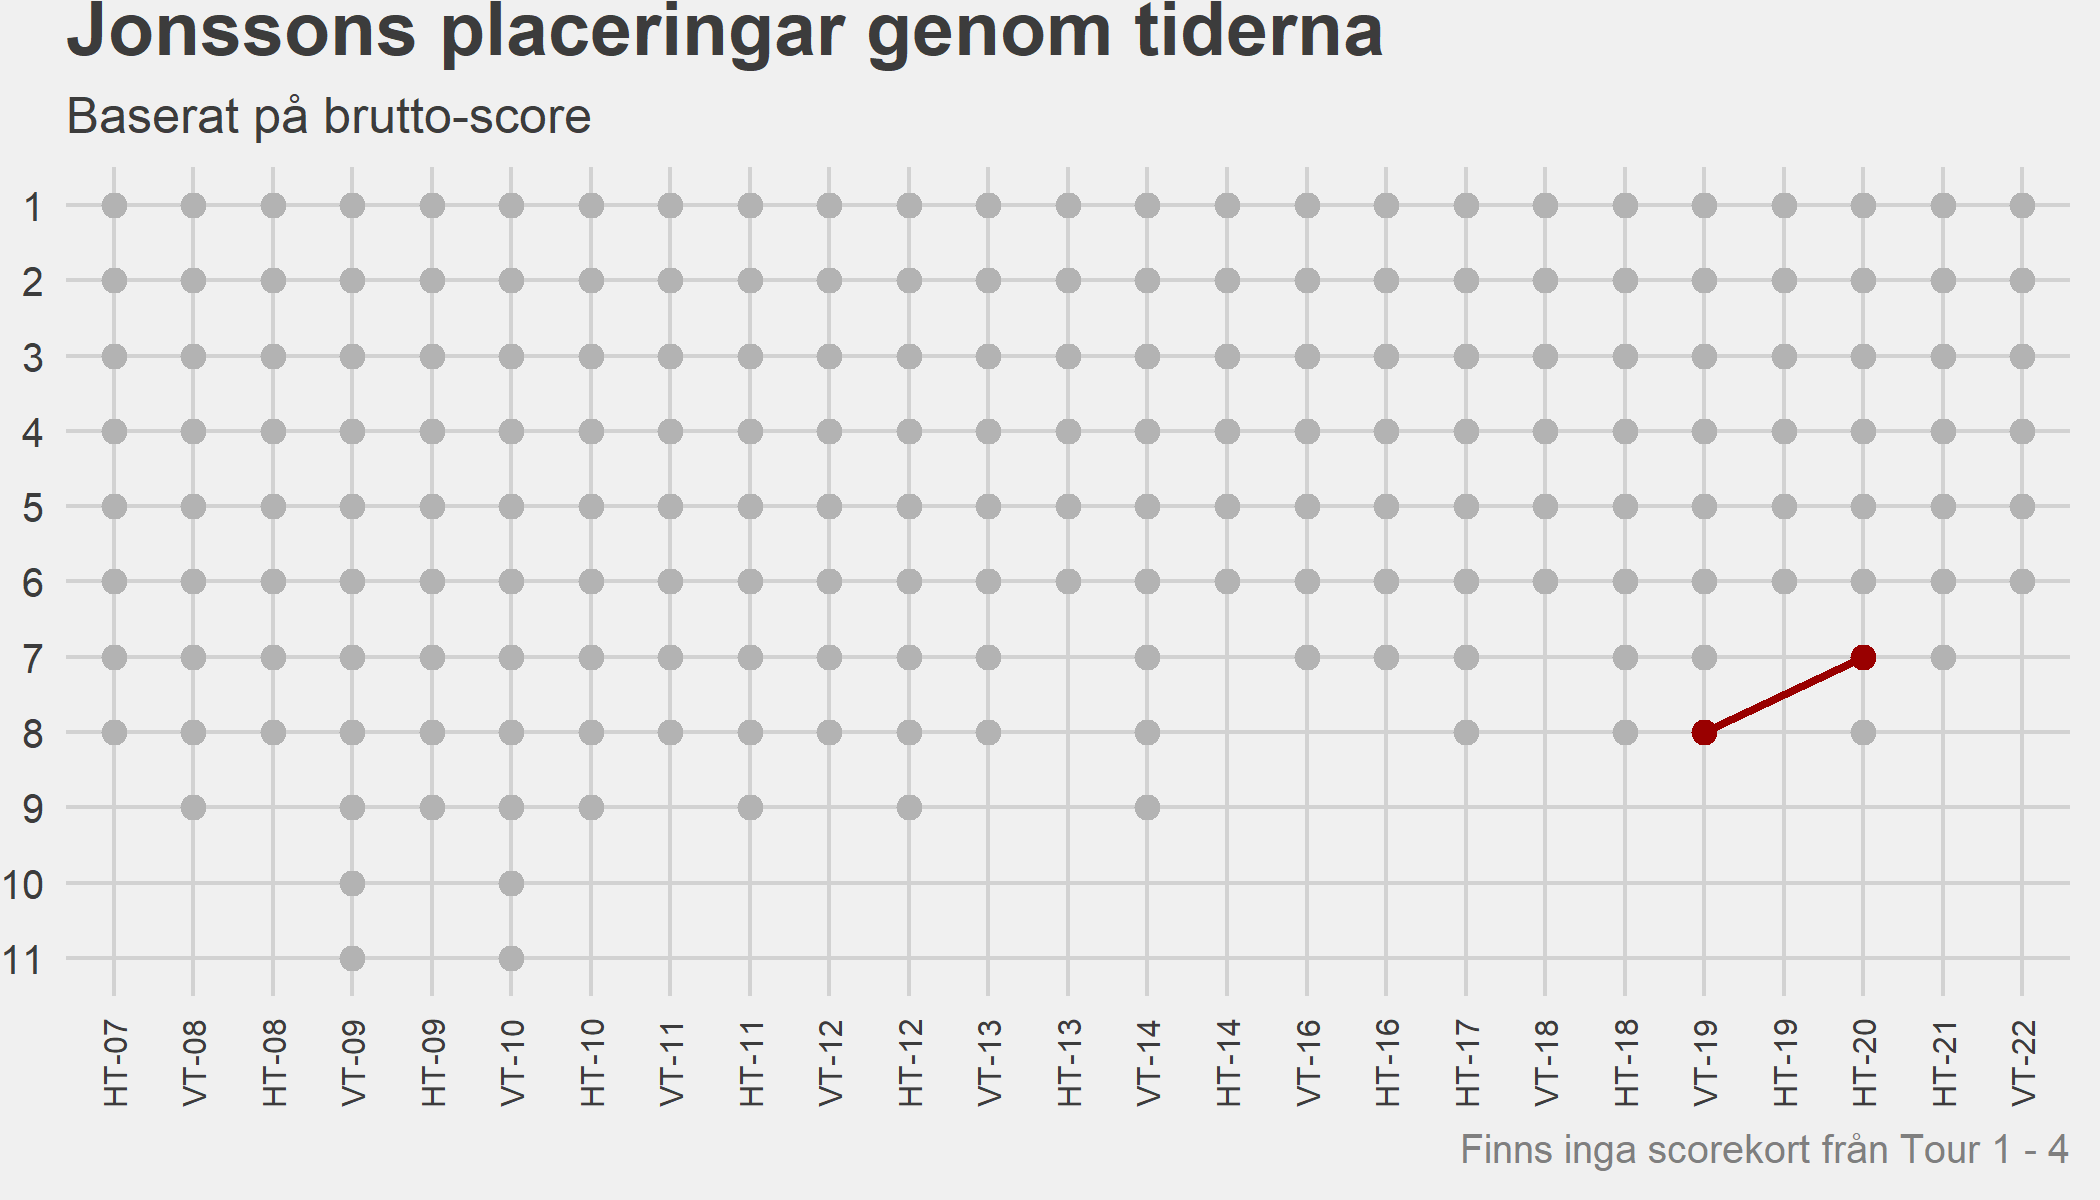 Jonssons placeringar genom tiderna
Baserat på brutto-score
1
2
3
4
5
6
7
8
9
10
11
HT-07
VT-08
HT-08
VT-09
HT-09
VT-10
HT-10
VT-11
HT-11
VT-12
HT-12
VT-13
HT-13
VT-14
HT-14
VT-16
HT-16
HT-17
VT-18
HT-18
VT-19
HT-19
HT-20
HT-21
VT-22
Finns inga scorekort från Tour 1 - 4